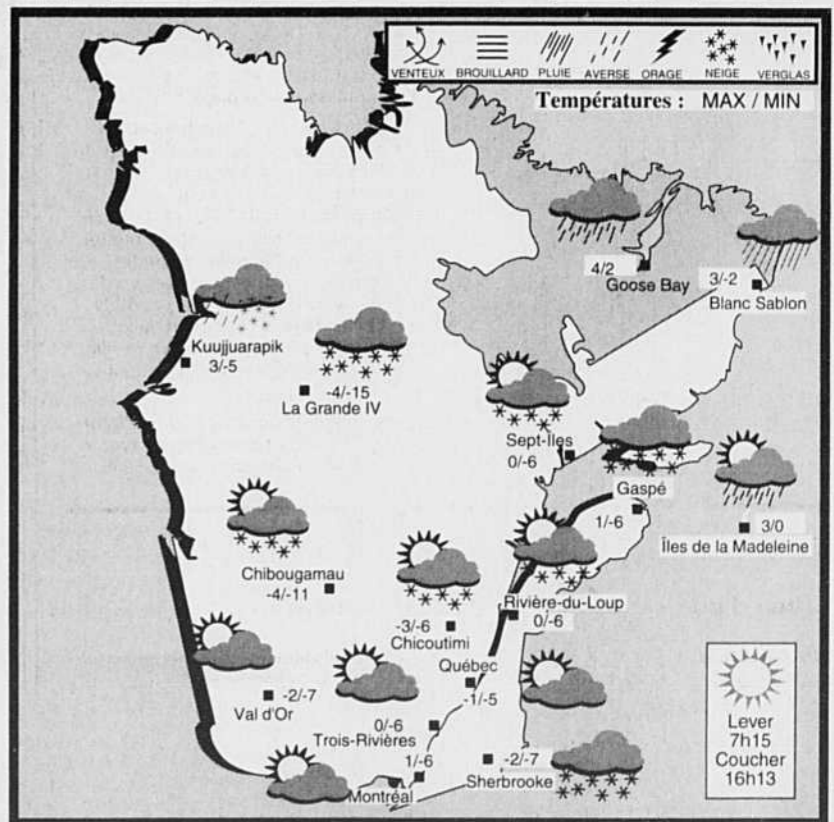 VENTEUX BROUILLARD PLUIE AVERSE ORAGE NEIGE VERGLAS
Températures : MAX / MIN
4/2
Goose Bay
3/-2
Blanc Sablon
Kuujjuarapik
3/-5
-4/-15
La Grande IV
Sept-Îles
0/-6
Gaspé
1/-6
3/0
Îles de la Madeleine
Chibougamau
-4/-11
-3/-6
Chicoutimi
Rivière-du-Loup
0/-6
Québec
-1/-5
-2/-7
Val d'Or
0/-6
Trois-Rivières
1/-6
Montréal
-2/-7
Sherbrooke
Lever
7h15
Coucher
16h13